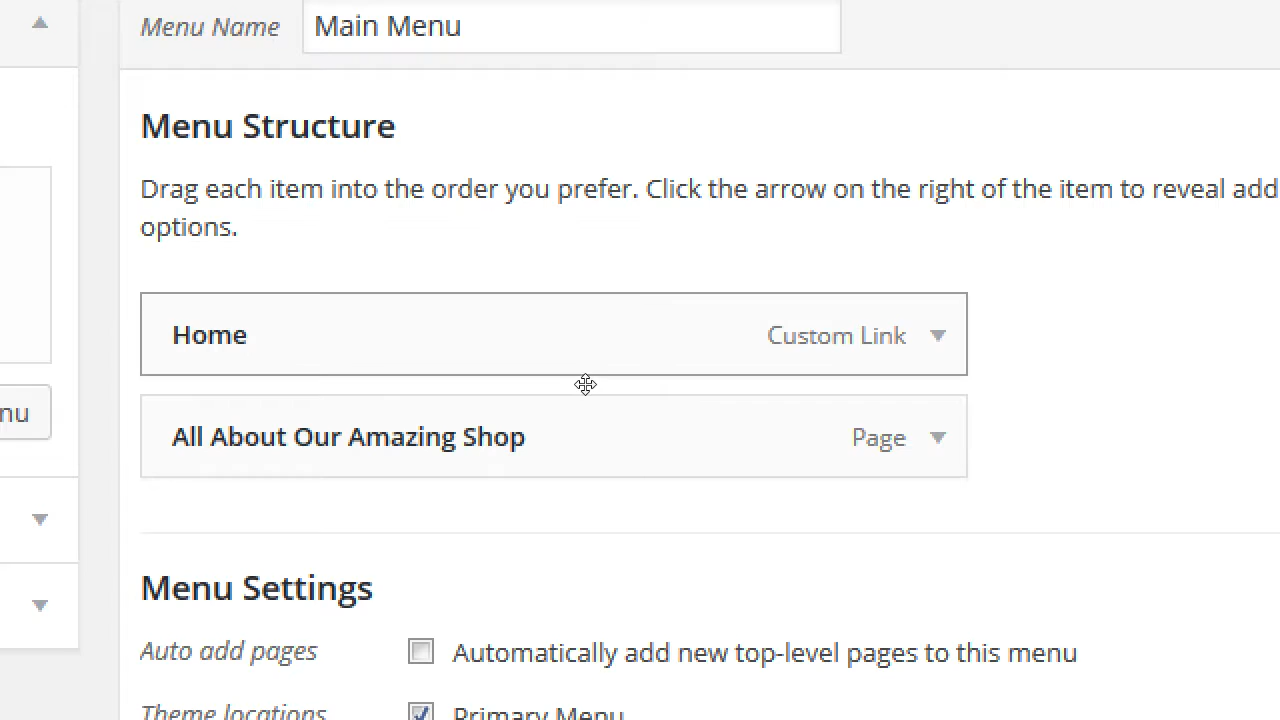 Menu Name Main Menu
Menu Structure
Drag each item into the order you prefer. Click the arrow on the right of the item to reveal add
options.
Home Custom Link
All About Our Amazing Shop Page
nu
Menu Settings
Auto add pages Automatically add new top-level pages to this menu
Theme locations Primary Menu